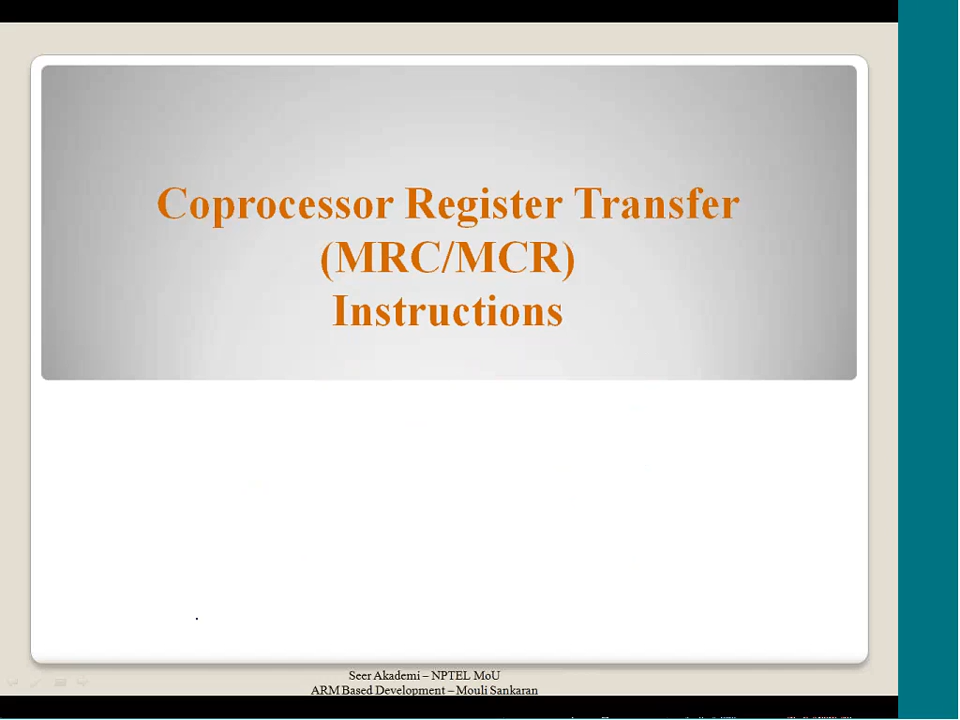 Coprocessor Register Transfer
(MRC/MCR)
Instructions
Seer Akademi – NPTEL MoU
ARM Based Development – Mouli Sankaran